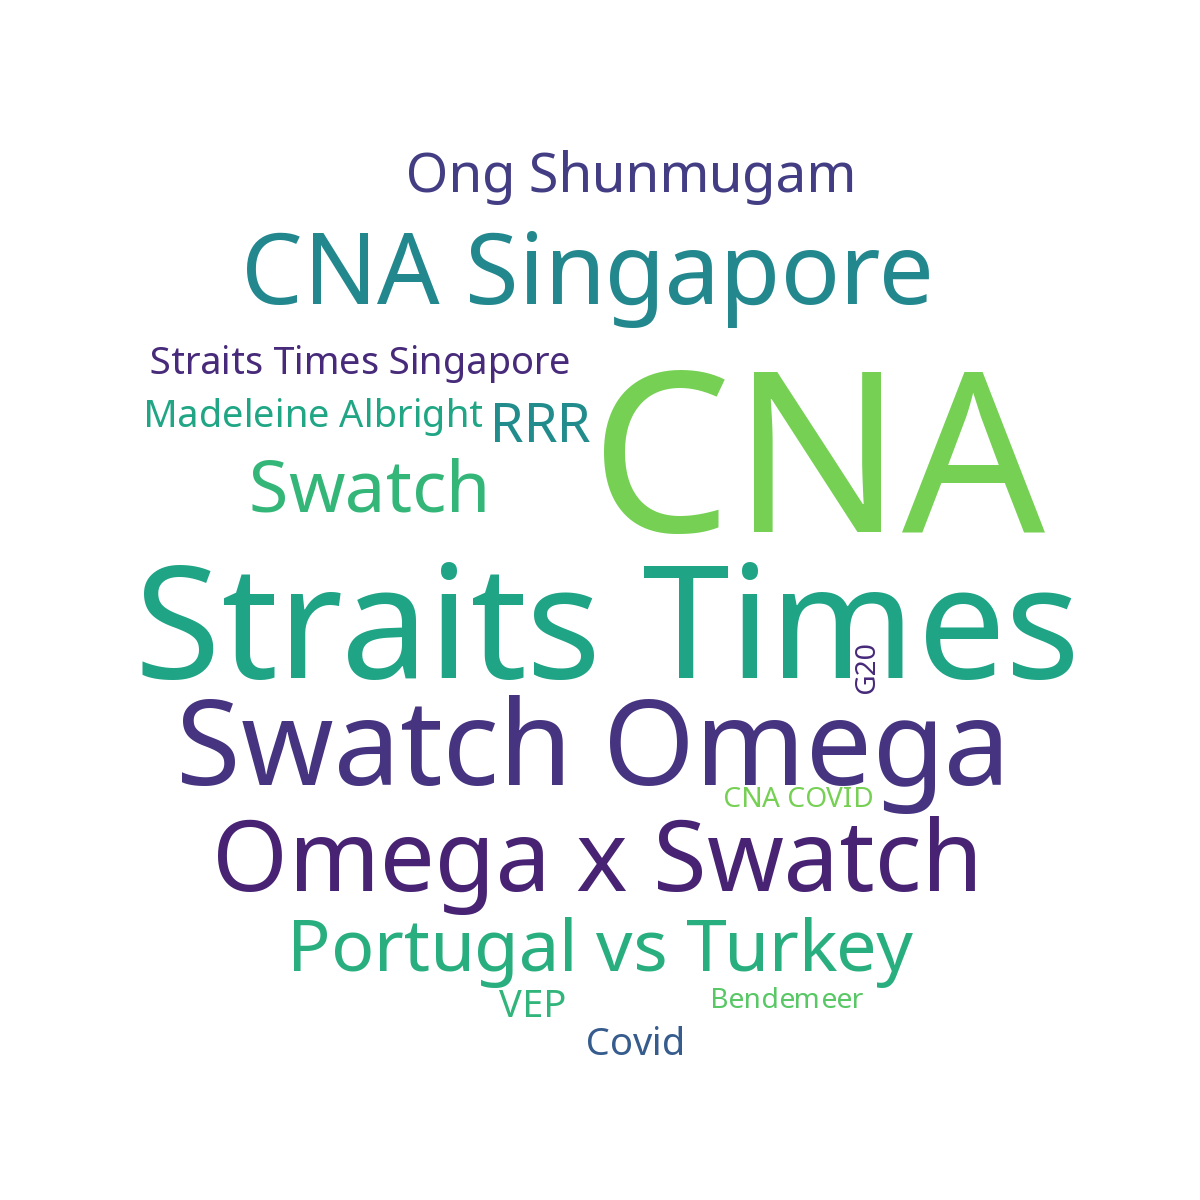 Ong Shunmugam
CNA Singapore
Straits Times Singapore
Madeleine Albright
RRR
CNA
Swatch
Straits Times
G20
Swatch Omega
CNA COVID
Omega x Swatch
Portugal vs Turkey
VEP
Bendemeer
Covid